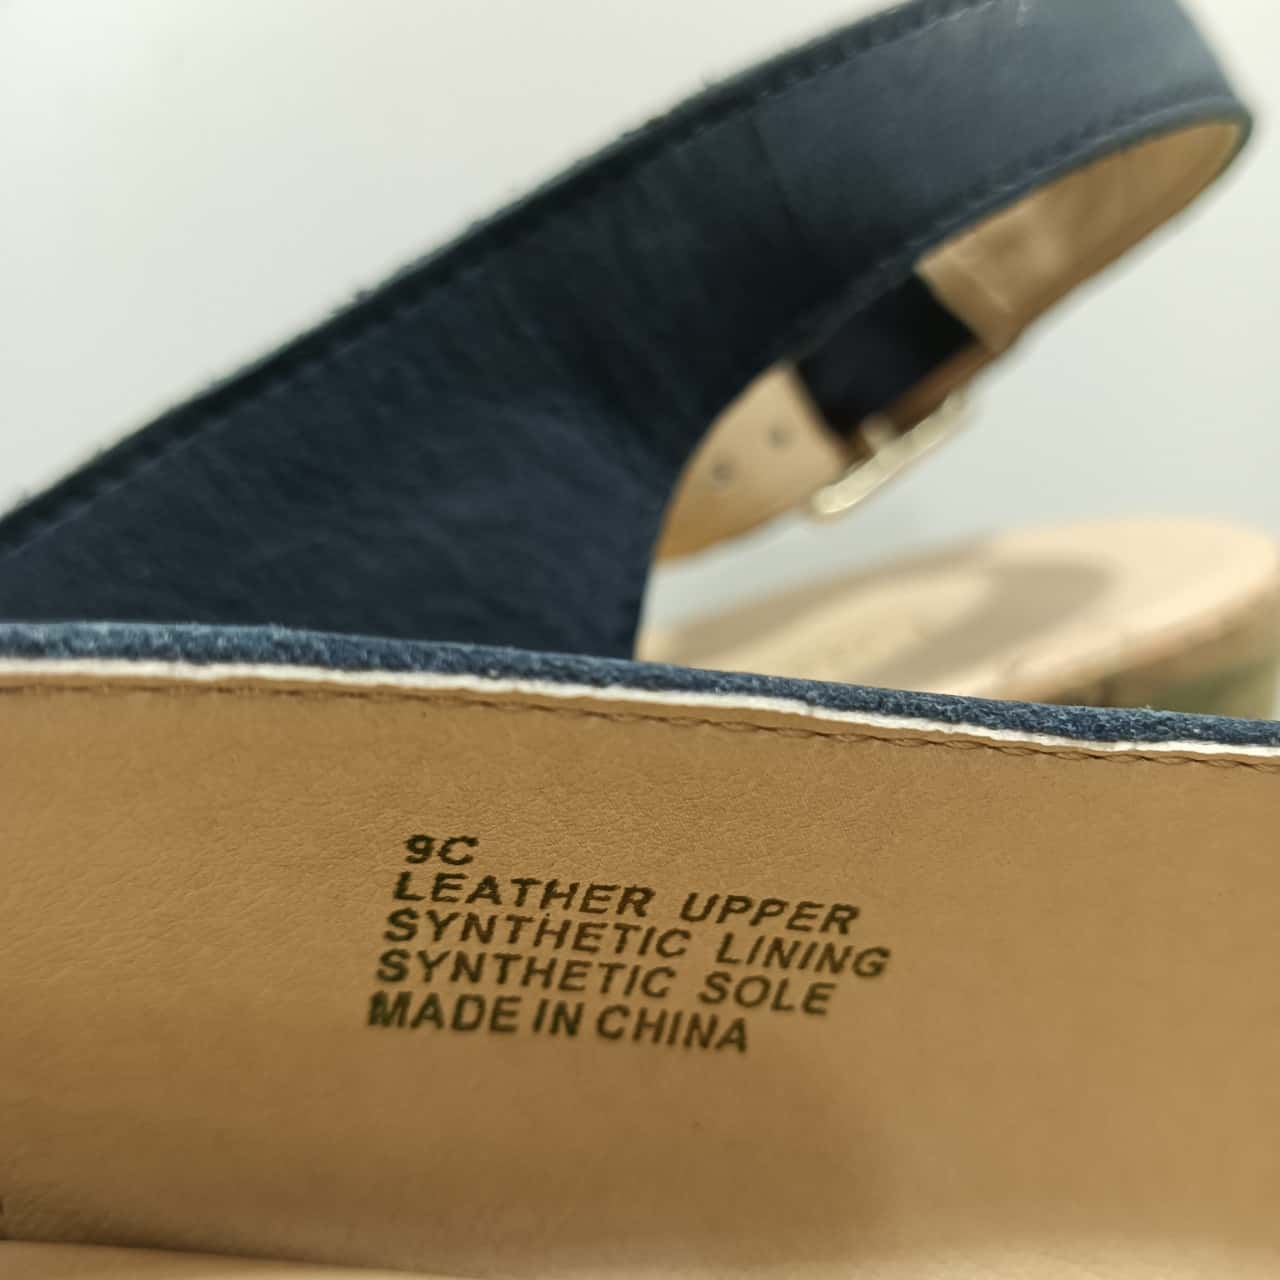 9C
LEATHER UPPER
SYNTHETIC LINING
SYNTHETIC SOLE
MADE IN CHINA